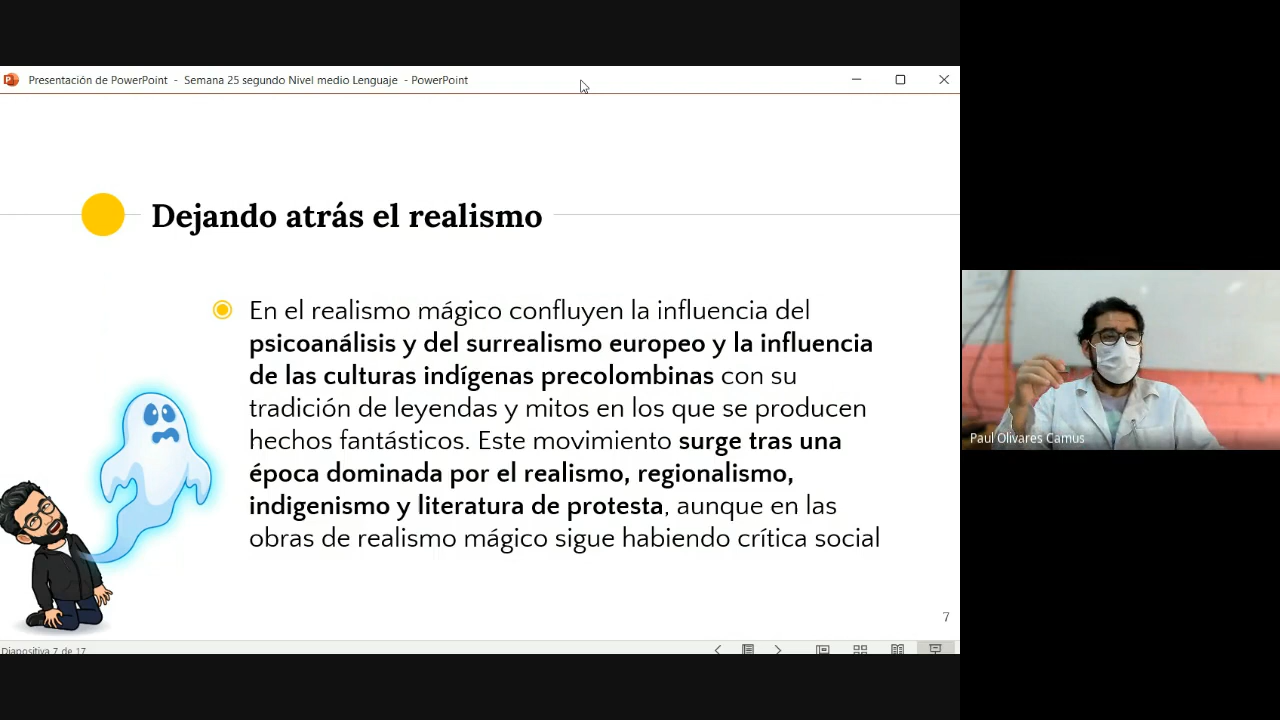 Presentación de PowerPoint - Semana 25 segundo Nivel medio Lenguaje - PowerPoint
Dejando atrás el realismo
En el realismo mágico confluyen la influencia del
psicoanálisis y del surrealismo europeo y la influencia
de las culturas indígenas precolombinas con su
tradición de leyendas y mitos en los que se producen
hechos fantásticos. Este movimiento surge tras una
época dominada por el realismo, regionalismo,
indigenismo y literatura de protesta, aunque en las
obras de realismo mágico sigue habiendo crítica social
7
Diapositiva 7 de 17
Paul Olivares Camus